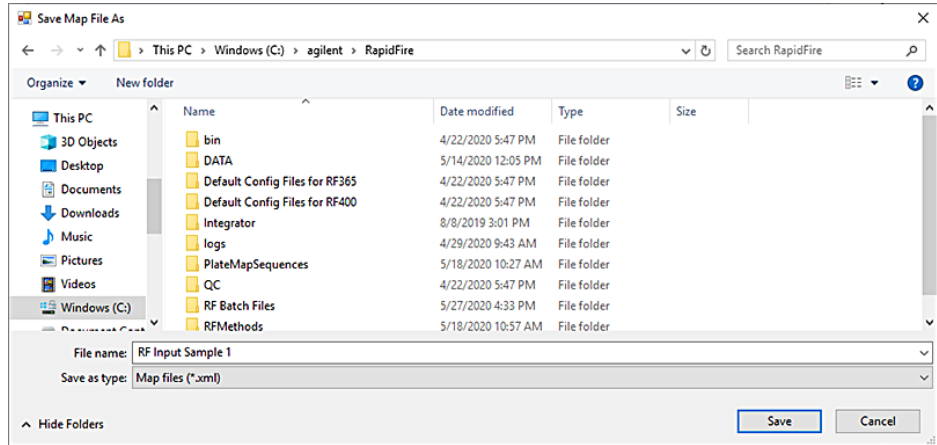 Save Map File As
This PC > Windows (C:) > agilent > RapidFire
Search RapidFire
Organize
New folder
Name Date modified Type Size
This PC
3D Objects
Desktop
Documents
Downloads
Music
Pictures
Videos
Windows (C:)
bin 4/22/2020 5:47 PM File folder
DATA 5/14/2020 12:05 PM File folder
Default Config Files for RF365 4/22/2020 5:47 PM File folder
Default Config Files for RF400 4/22/2020 5:47 PM File folder
Integrator 8/8/2019 3:01 PM File folder
logs 4/29/2020 9:43 AM File folder
PlateMapSequences 5/18/2020 10:27 AM File folder
QC 4/22/2020 5:47 PM File folder
RF Batch Files 5/27/2020 4:33 PM File folder
RFMethods 5/18/2020 10:57 AM File folder
File name: RF Input Sample 1
Save as type: Map files (*.xml)
Hide Folders
Save
Cancel